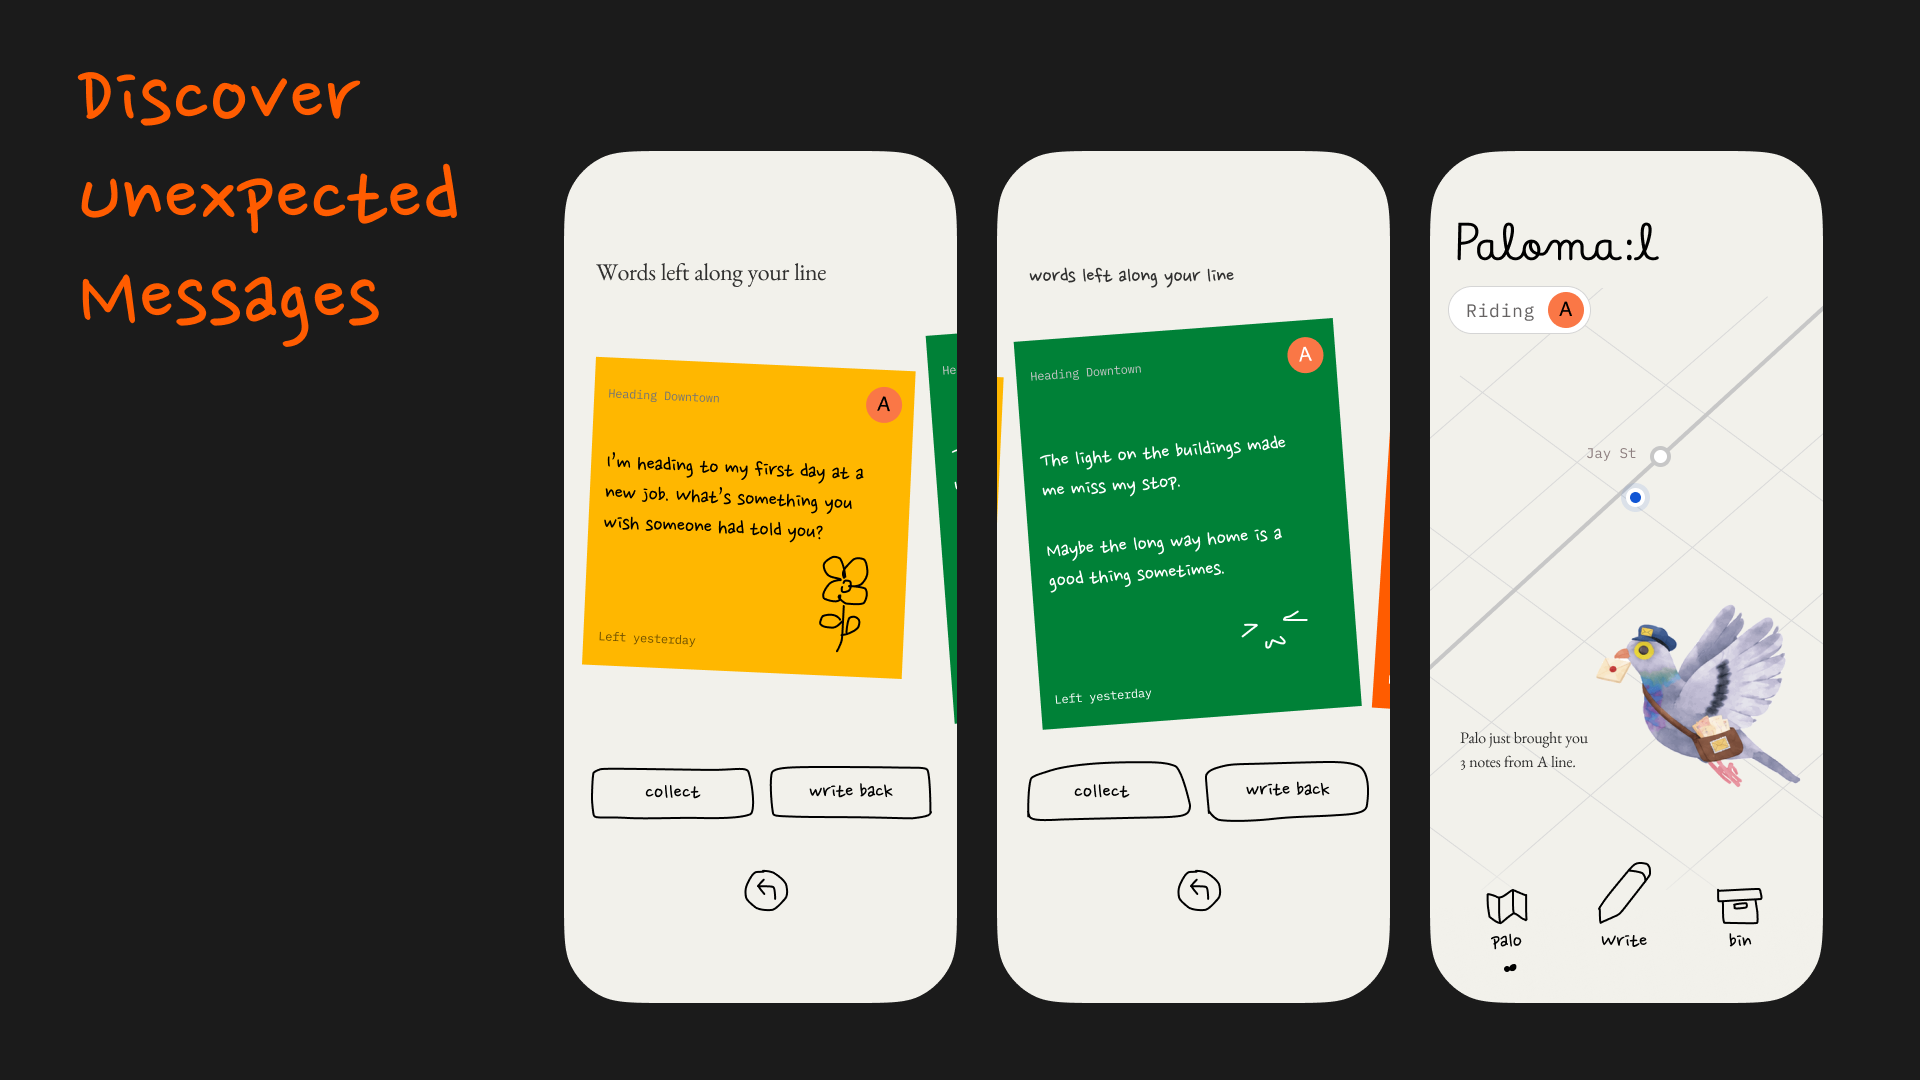 Discover
Unexpected
Messages
Words left along your line
Heading Downtown
A
I'm heading to my first day at a
new job. What's something you
wish someone had told you?
Left yesterday
He
collect
write back
words left along your line
Heading Downtown
A
The light on the buildings made
me miss my stop.
Maybe the long way home is a
good thing sometimes.
Left yesterday
collect
write back
Paloma:l
Riding A
Jay St
Palo just brought you
3 notes from A line.
palo
write
bin